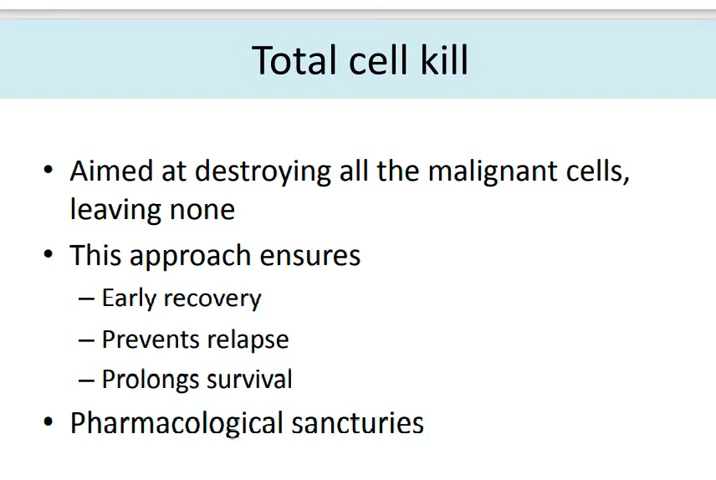 Total cell kill
• Aimed at destroying all the malignant cells,
leaving none
• This approach ensures
– Early recovery
– Prevents relapse
– Prolongs survival
• Pharmacological sancturies